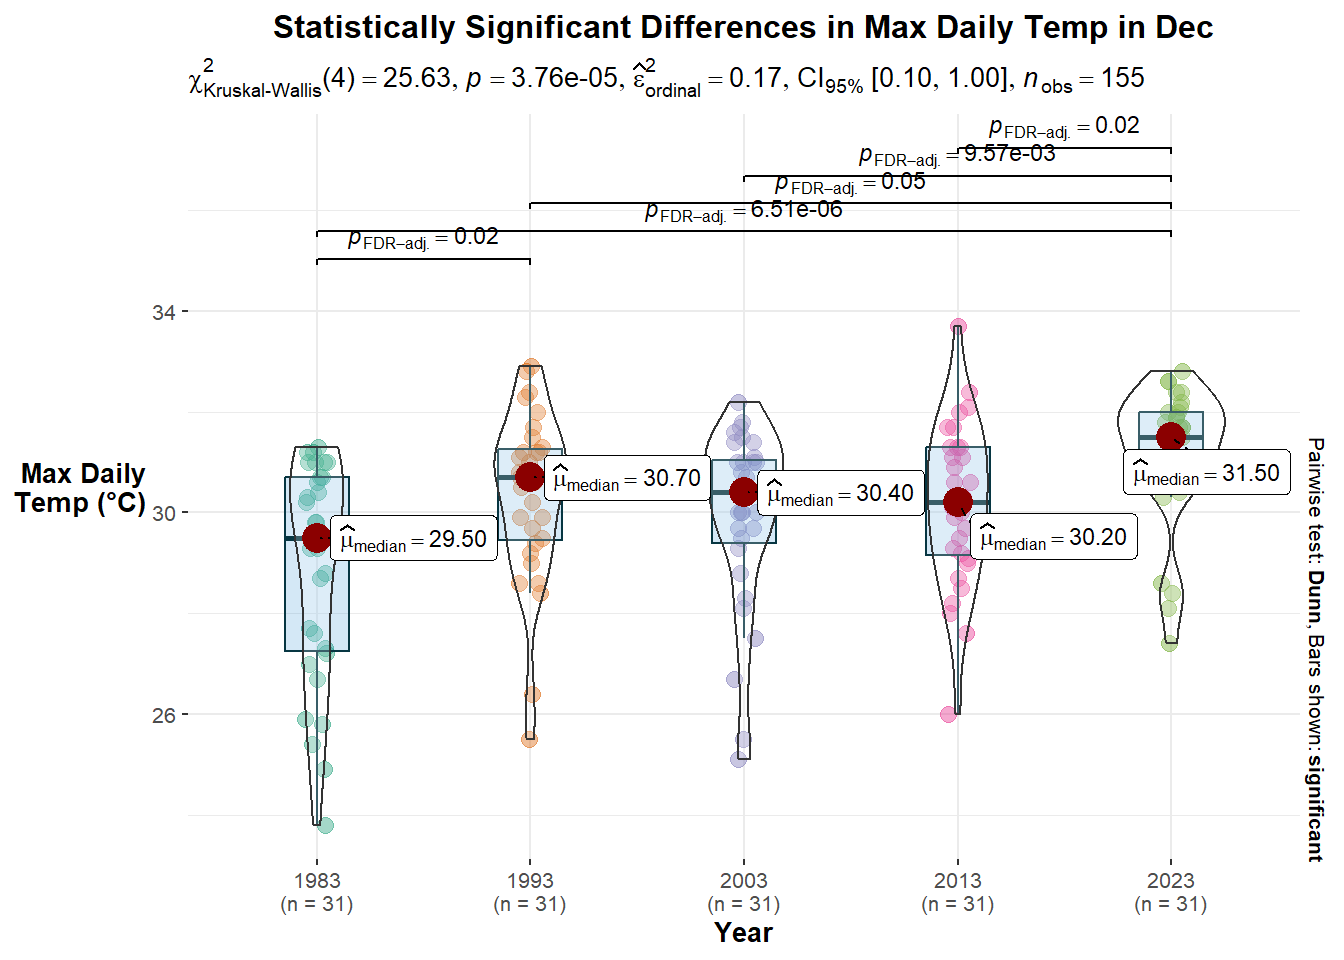 Statistically Significant Differences in Max Daily Temp in Dec
χ²Kruskal-Wallis(4) = 25.63, p = 3.76e-05, ε̂²ordinal = 0.17, CI95% [0.10, 1.00], nobs = 155
pFDR–adj. = 0.02
pFDR–adj. = 9.57e-03
pFDR–adj. = 0.05
pFDR–adj. = 6.51e-06
pFDR–adj. = 0.02
34
30
26
Max Daily
Temp (°C)
μ̂median = 29.50
μ̂median = 30.70
μ̂median = 30.40
μ̂median = 30.20
μ̂median = 31.50
Pairwise test: Dunn, Bars shown: significant
1983
(n = 31)
1993
(n = 31)
2003
(n = 31)
2013
(n = 31)
2023
(n = 31)
Year